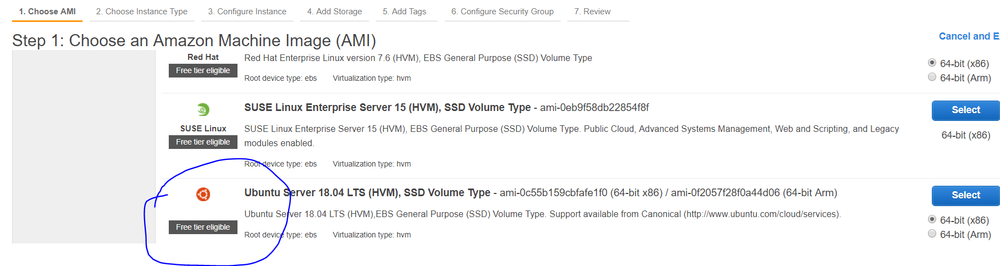 1. Choose AMI 2. Choose Instance Type 3. Configure Instance 4. Add Storage 5. Add Tags 6. Configure Security Group 7. Review
Step 1: Choose an Amazon Machine Image (AMI)
Cancel and E
Red Hat
Free tier eligible
Red Hat Enterprise Linux version 7.6 (HVM), EBS General Purpose (SSD) Volume Type
Root device type: ebs Virtualization type: hvm
64-bit (x86)
64-bit (Arm)
SUSE Linux
Free tier eligible
SUSE Linux Enterprise Server 15 (HVM), SSD Volume Type - ami-0eb9f58db22854f8f
SUSE Linux Enterprise Server 15 (HVM), EBS General Purpose (SSD) Volume Type. Public Cloud, Advanced Systems Management, Web and Scripting, and Legacy
modules enabled.
Root device type: ebs Virtualization type: hvm
Select
64-bit (x86)
Free tier eligible
Ubuntu Server 18.04 LTS (HVM), SSD Volume Type - ami-0c55b159cbfafe1f0 (64-bit x86) / ami-0f2057f28f0a44d06 (64-bit Arm)
Ubuntu Server 18.04 LTS (HVM),EBS General Purpose (SSD) Volume Type. Support available from Canonical (http://www.ubuntu.com/cloud/services).
Root device type: ebs Virtualization type: hvm
Select
64-bit (x86)
64-bit (Arm)